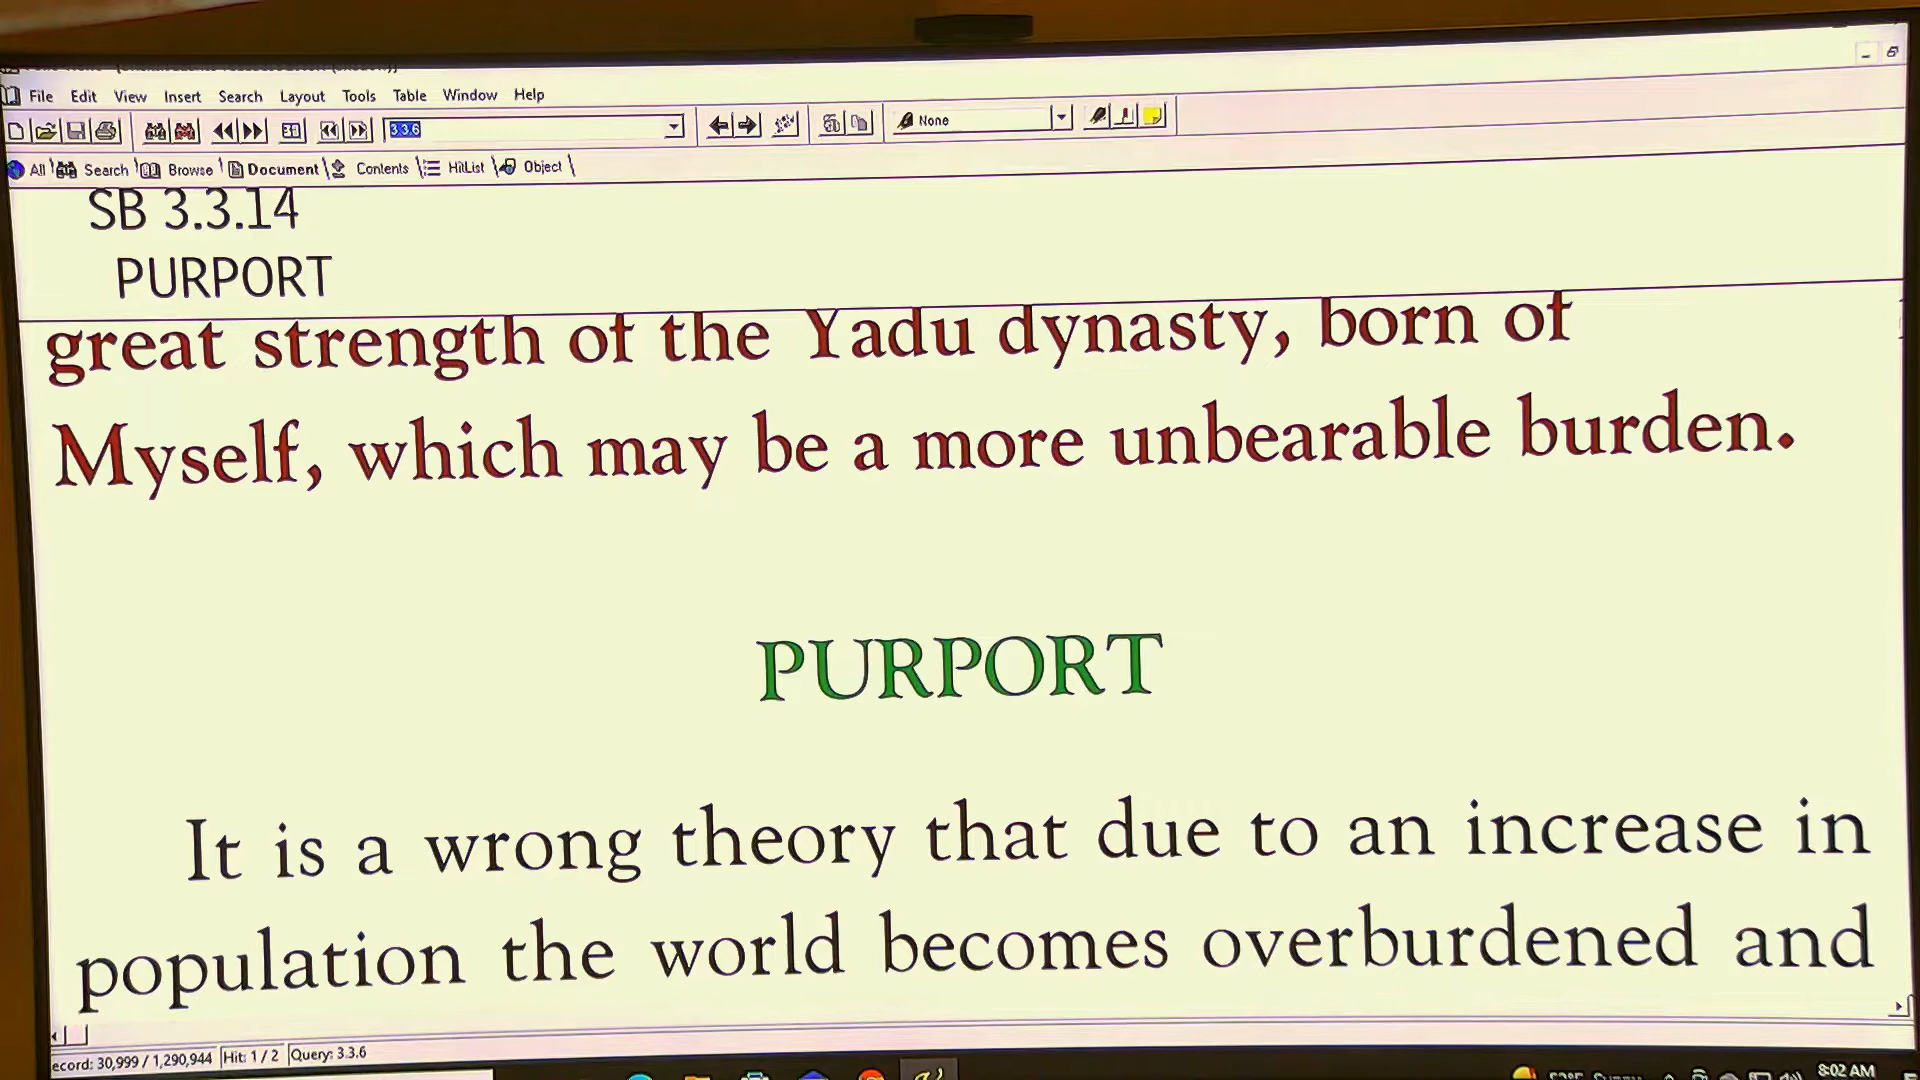 File Edit View Insert Search Layout Tools Table Window Help
3.3.6
None
All Search Browse Document Contents HitList Object
SB 3.3.14
PURPORT
great strength of the Yadu dynasty, born of
Myself, which may be a more unbearable burden.
PURPORT
It is a wrong theory that due to an increase in
population the world becomes overburdened and
ecord: 30,999 / 1,290,944 Hit: 1 / 2 Query: 3.3.6
8:02 AM